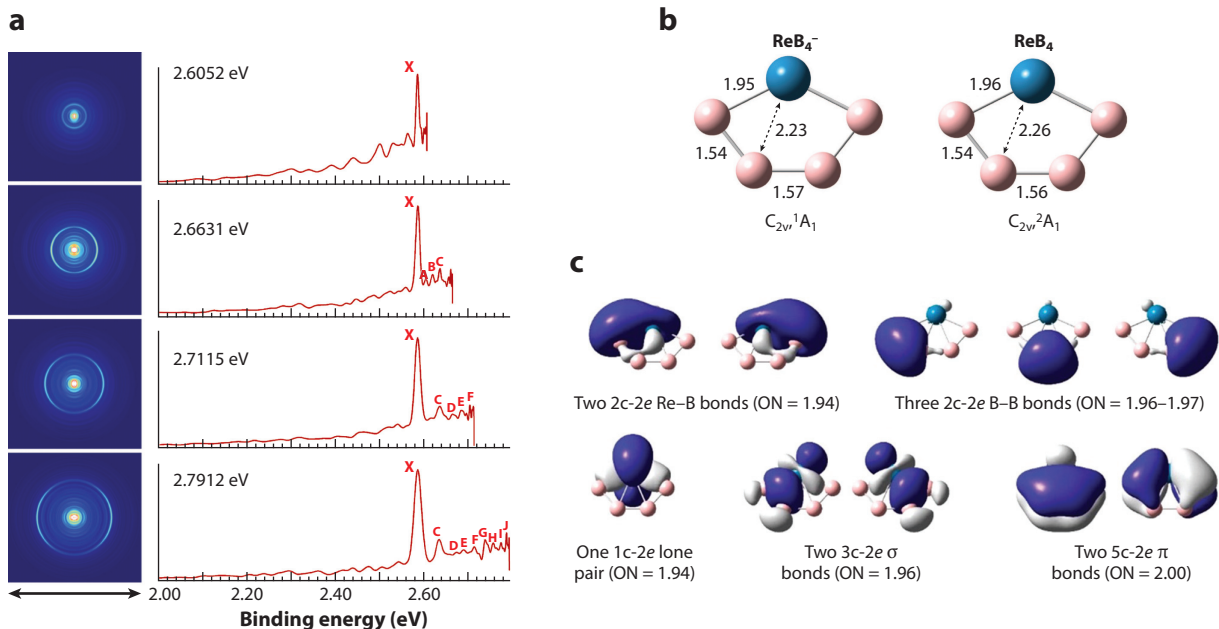 a
2.6052 eV
X
2.6631 eV
X
A
B
C
2.7115 eV
X
C
D
E
F
2.7912 eV
X
C
D
E
F
G
H
I
J
2.00 2.20 2.40 2.60
Binding energy (eV)
b
ReB₄⁻
1.95
2.23
1.54
1.57
C₂ᵥ,¹A₁
ReB₄
1.96
2.26
1.54
1.56
C₂ᵥ,²A₁
c
Two 2c-2e Re–B bonds (ON = 1.94)
Three 2c-2e B–B bonds (ON = 1.96–1.97)
One 1c-2e lone
pair (ON = 1.94)
Two 3c-2e σ
bonds (ON = 1.96)
Two 5c-2e π
bonds (ON = 2.00)